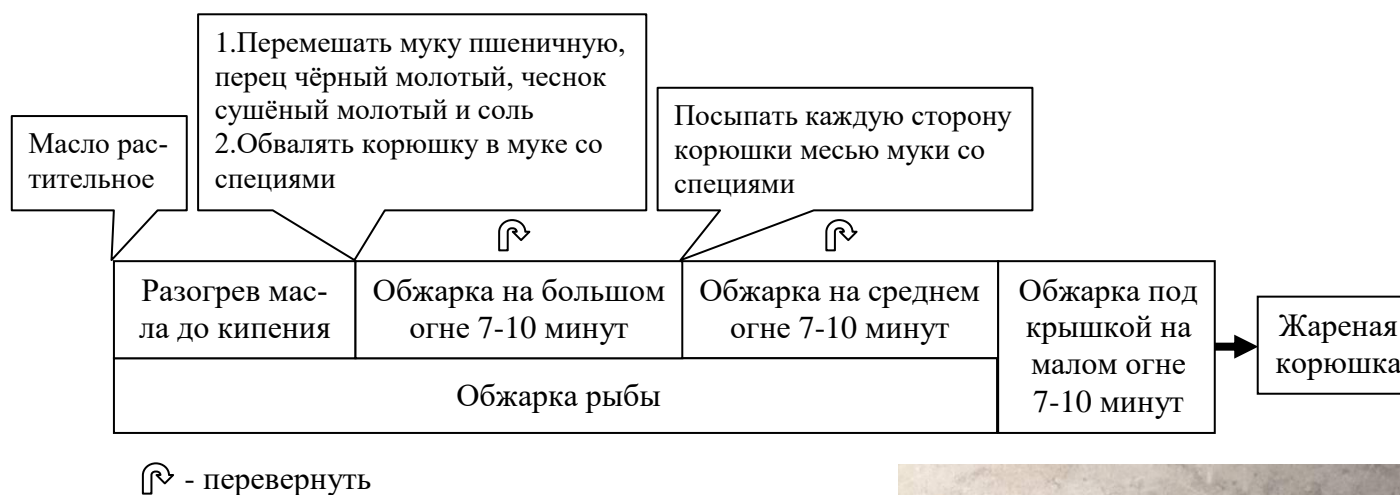 1.Перемешать муку пшеничную,
перец чёрный молотый, чеснок
сушёный молотый и соль
2.Обвалять корюшку в муке со
специями
Посыпать каждую сторону
корюшки месью муки со
специями
Масло рас-
тительное
Разогрев мас-
ла до кипения
Обжарка на большом
огне 7-10 минут
Обжарка на среднем
огне 7-10 минут
Обжарка под
крышкой на
малом огне
7-10 минут
Жареная
корюшка
Обжарка рыбы
- перевернуть